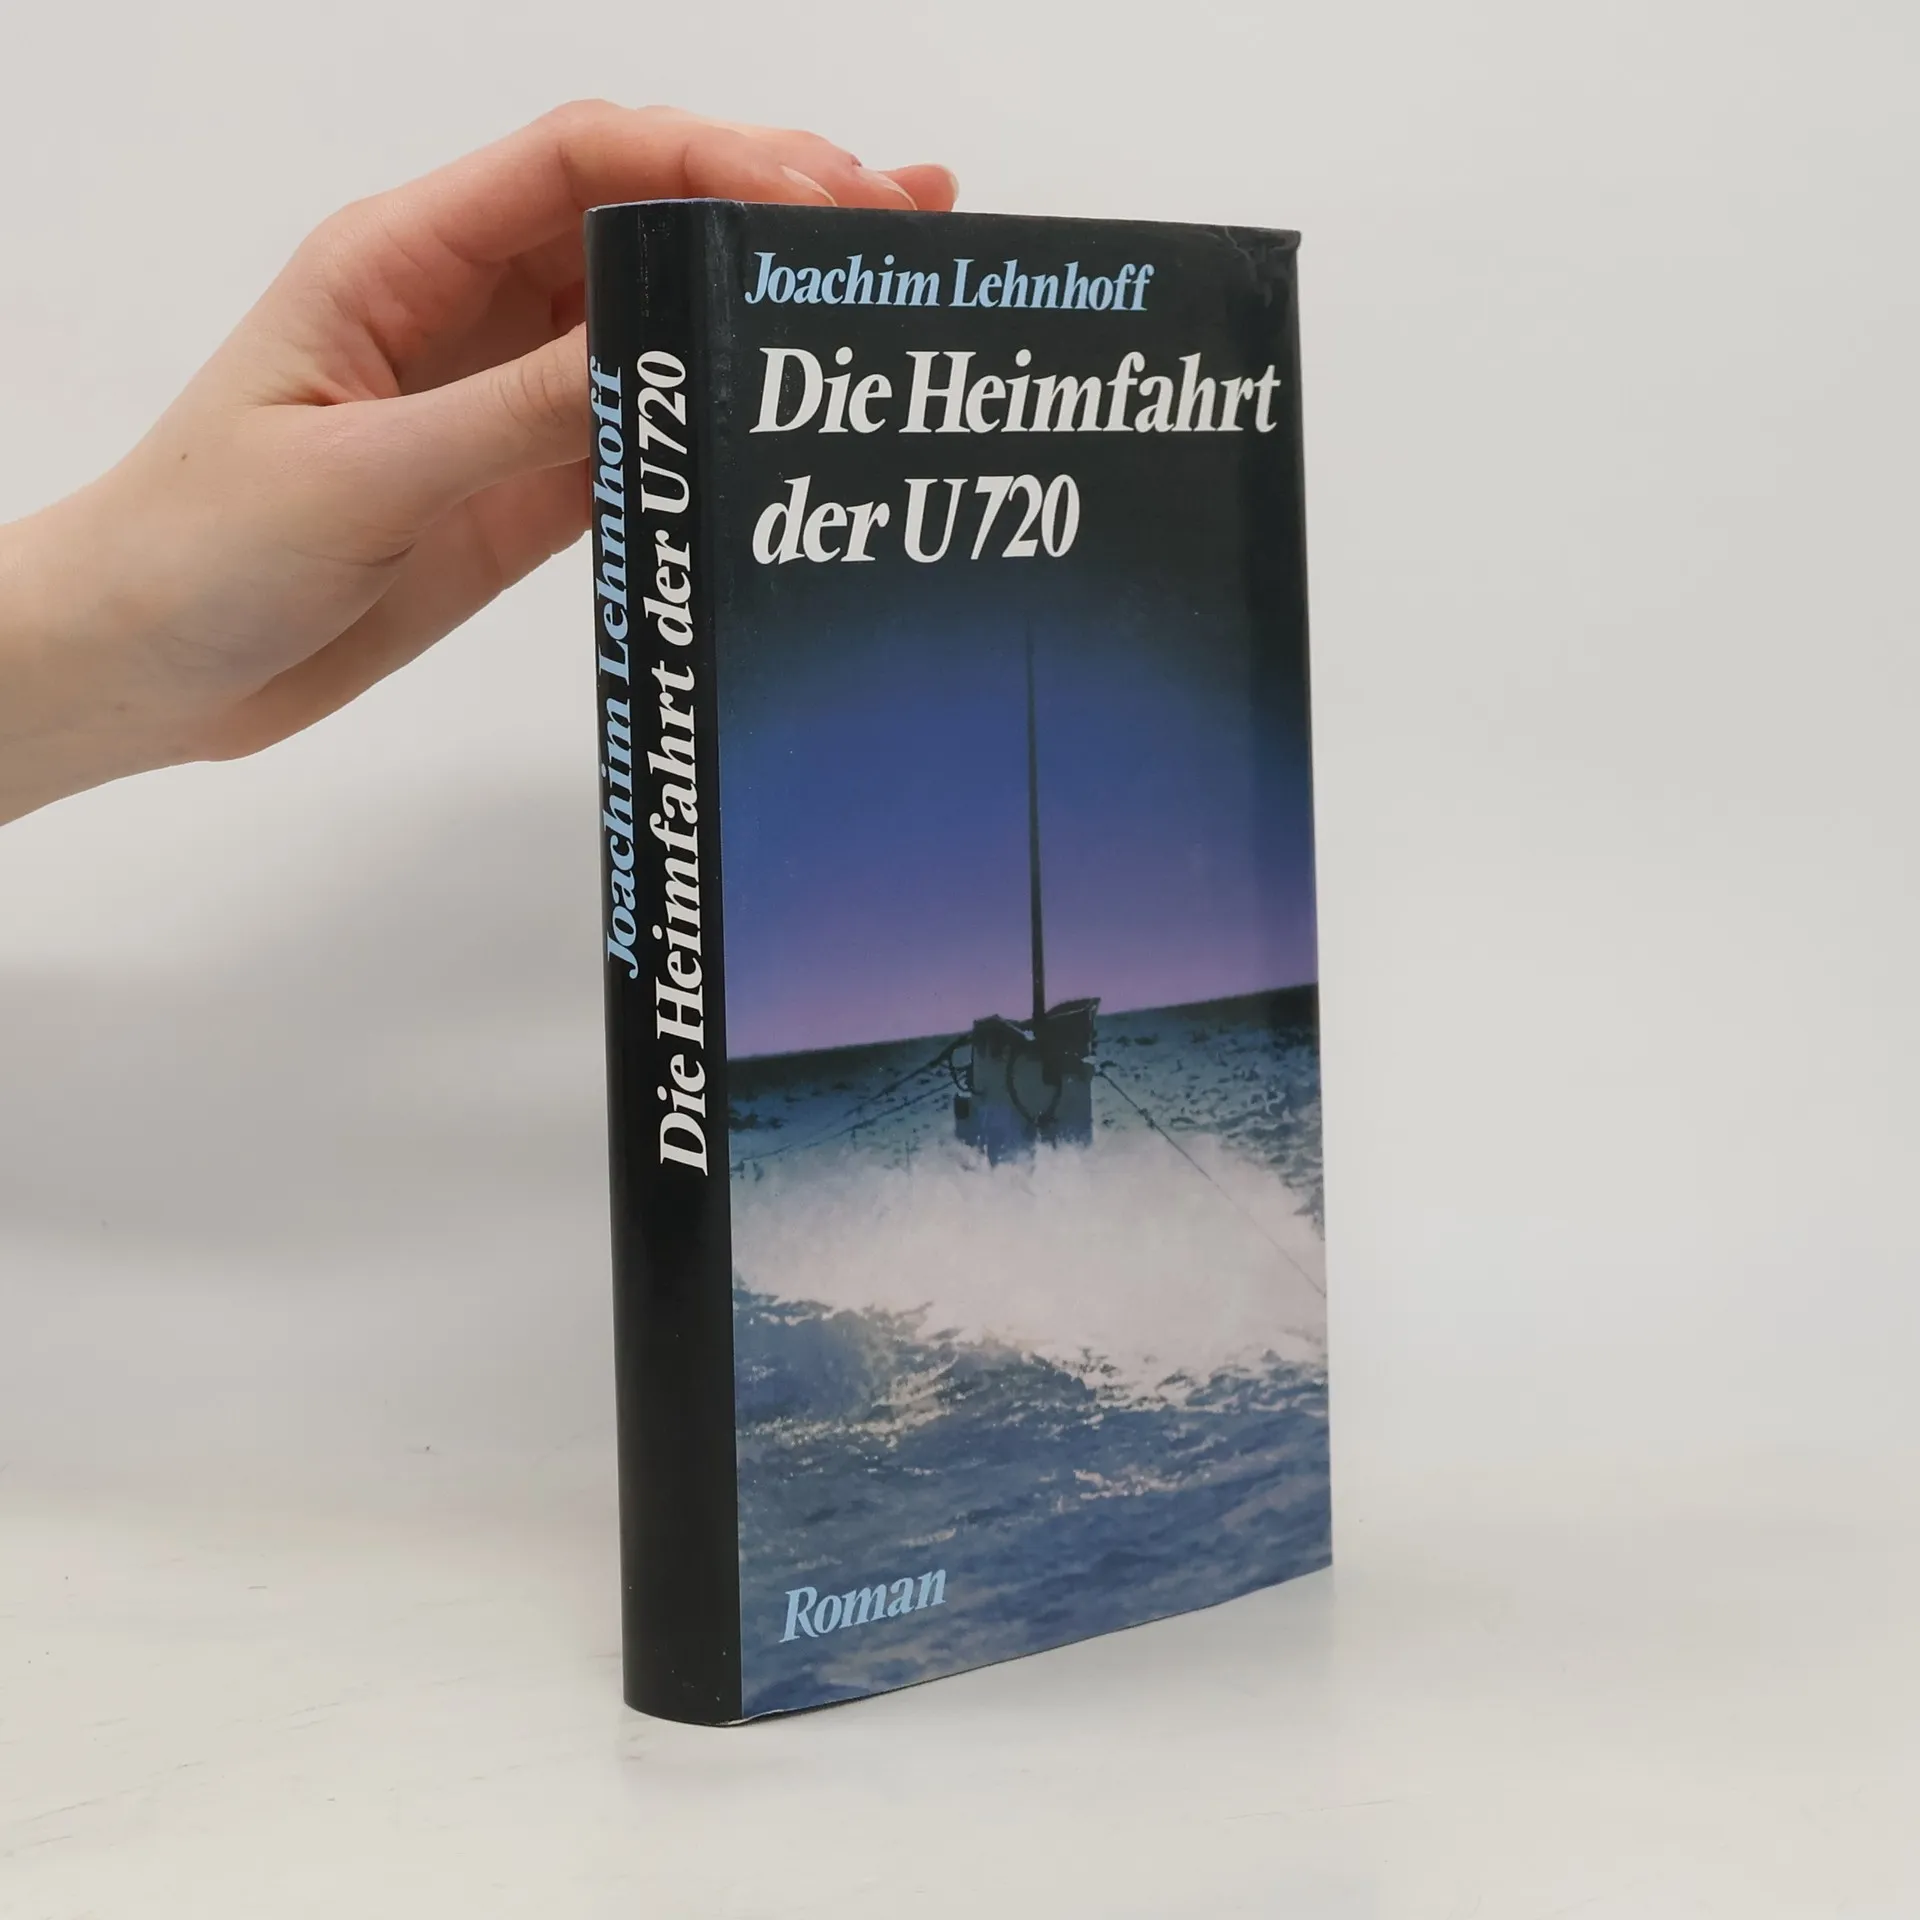 Joachim Lehnhoff
Die Heimfahrt
der U 720
Roman
Joachim Lehnhoff
Die Heimfahrt der U 720